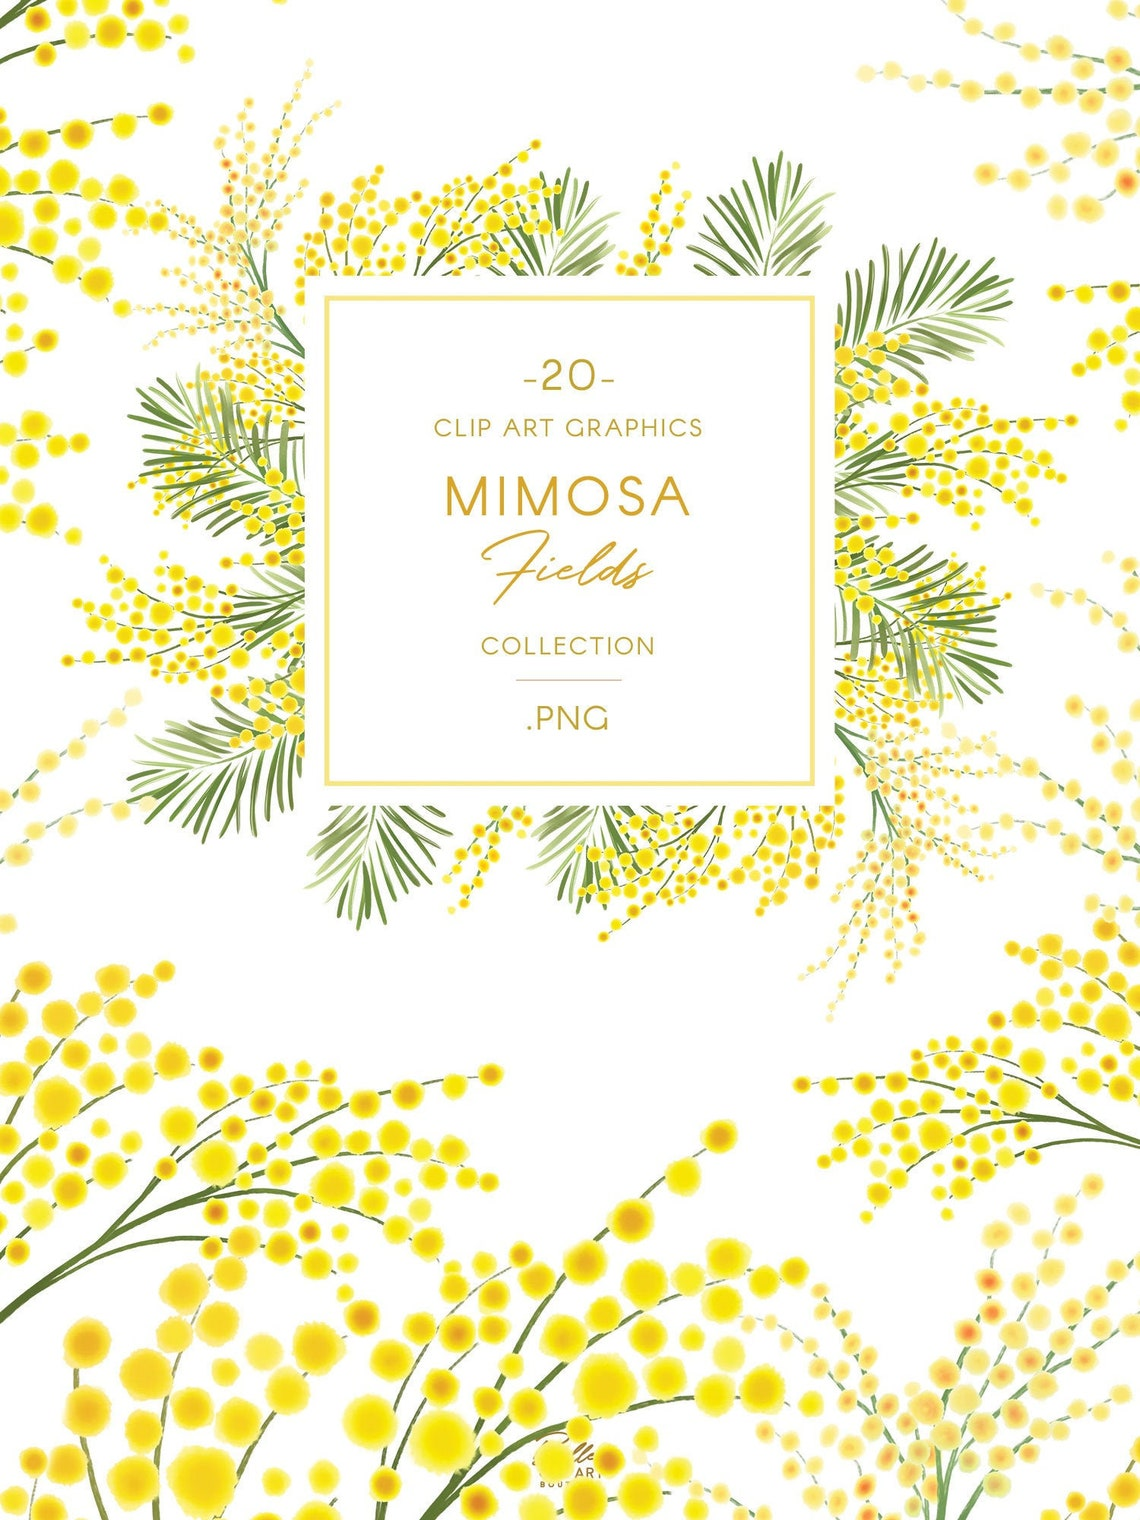 -20-
CLIP ART GRAPHICS
MIMOSA
Fields
COLLECTION
.PNG